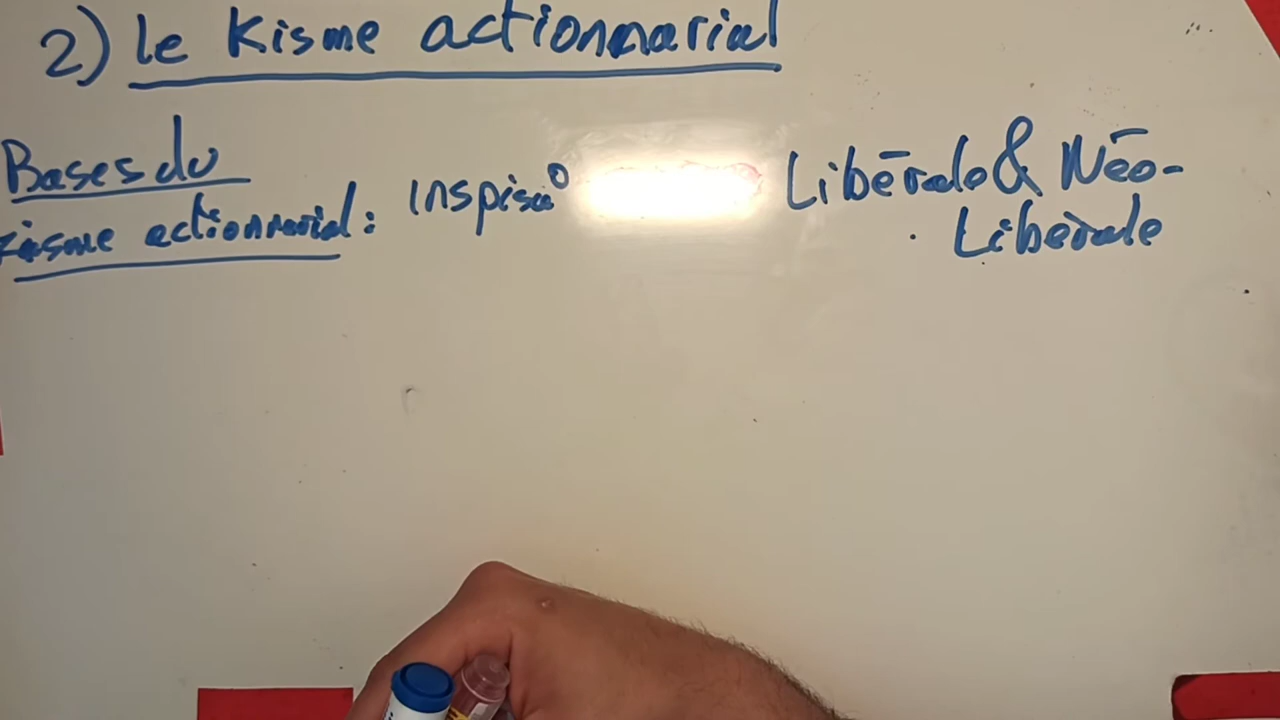 2) le Kisme actionnarial
Bases du
Kisme actionnarial :
inspira° Libérale & Néo-
Libérale